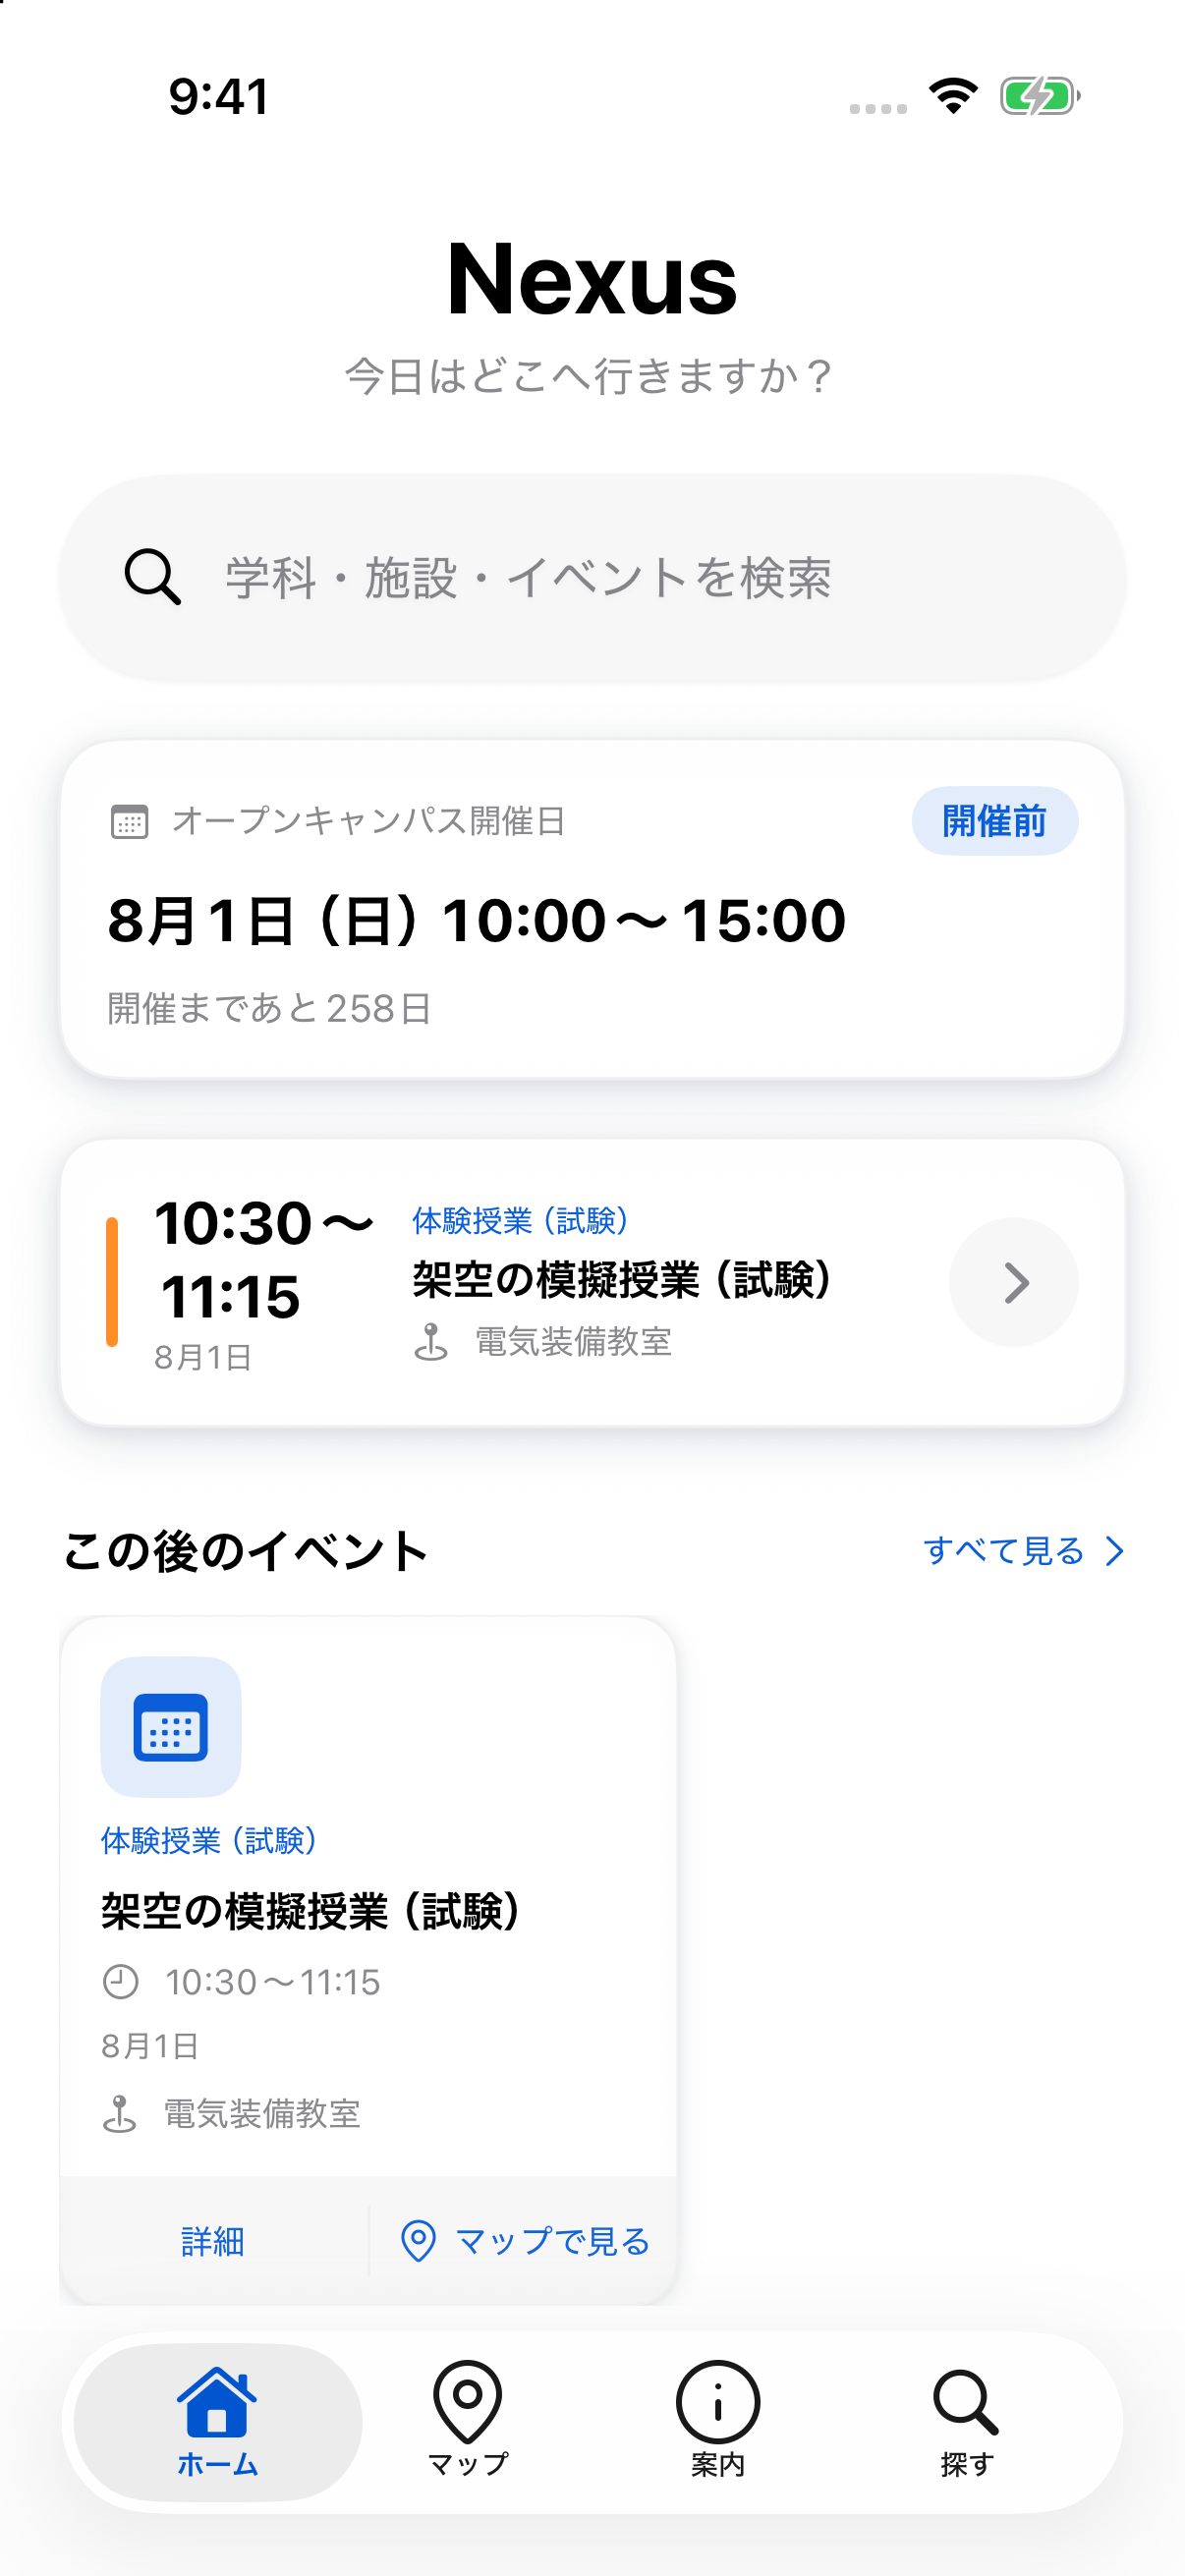 9:41
Nexus
今日はどこへ行きますか？
学科・施設・イベントを検索
オープンキャンパス開催日
開催前
8月1日（日）10:00〜15:00
開催まであと258日
10:30〜
11:15
8月1日
体験授業（試験）
架空の模擬授業（試験）
電気装備教室
この後のイベント
すべて見る
体験授業（試験）
架空の模擬授業（試験）
10:30〜11:15
8月1日
電気装備教室
詳細
マップで見る
ホーム
マップ
案内
探す